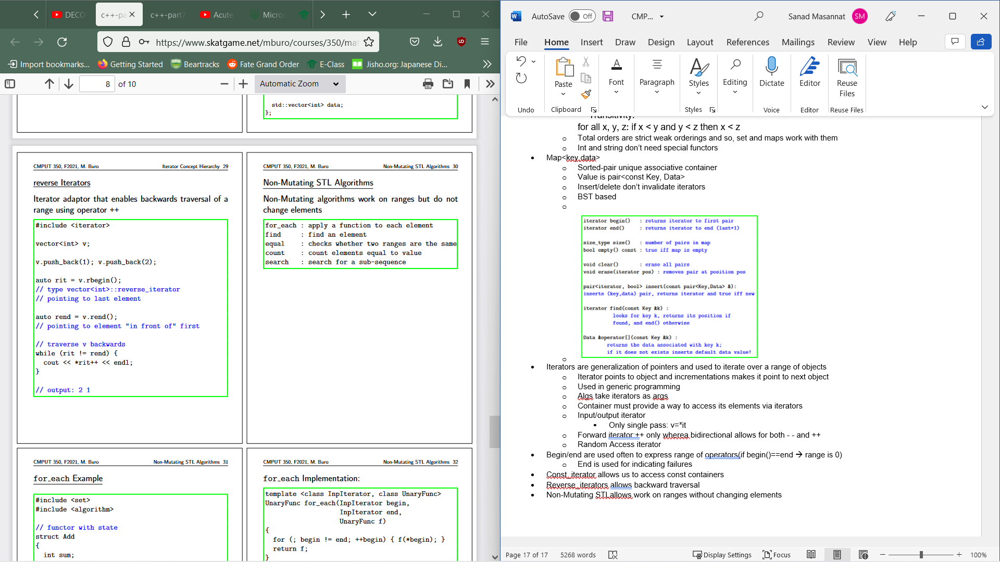 DECO
c++-pa
c++-part7
Acute
Micro
https://www.skatgame.net/mburo/courses/350/mat
Import bookmarks...
Getting Started
Beartracks
Fate Grand Order
E-Class
Jisho.org: Japanese Di...
8 of 10
Automatic Zoom
std::vector<int> data;
};
CMPUT 350, F2021, M. Buro
Iterator Concept Hierarchy 29
reverse Iterators
Iterator adaptor that enables backwards traversal of a
range using operator ++
#include <iterator>
vector<int> v;
v.push_back(1); v.push_back(2);
auto rit = v.rbegin();
// type vector<int>::reverse_iterator
// pointing to last element
auto rend = v.rend();
// pointing to element "in front of" first
// traverse v backwards
while (rit != rend) {
cout << *rit++ << endl;
}
// output: 2 1
CMPUT 350, F2021, M. Buro
Non-Mutating STL Algorithms 30
Non-Mutating STL Algorithms
Non-Mutating algorithms work on ranges but do not
change elements
for_each : apply a function to each element
find : find an element
equal : checks whether two ranges are the same
count : count elements equal to value
search : search for a sub-sequence
CMPUT 350, F2021, M. Buro
Non-Mutating STL Algorithms 31
for_each Example
#include <set>
#include <algorithm>
// functor with state
struct Add
{
int sum;
CMPUT 350, F2021, M. Buro
Non-Mutating STL Algorithms 32
for_each Implementation:
template <class InpIterator, class UnaryFunc>
UnaryFunc for_each(InpIterator begin,
InpIterator end,
UnaryFunc f)
{
for (; begin != end; ++begin) { f(*begin); }
return f;
}
AutoSave Off
CMP...
Sanad Masannat SM
File Home Insert Draw Design Layout References Mailings Review View Help
Paste
Font
Paragraph
Styles
Editing
Dictate
Editor
Reuse
Files
Undo
Clipboard
Styles
Voice
Editor
Reuse Files
Transitivity:
for all x, y, z: if x < y and y < z then x < z
o Total orders are strict weak orderings and so, set and maps work with them
o Int and string don't need special functors
• Map<key,data>
o Sorted-pair unique associative container
o Value is pair<const Key, Data>
o Insert/delete don't invalidate iterators
o BST based
o
iterator begin() : returns iterator to first pair
iterator end() : returns iterator to end (last+1)
size_type size() : number of pairs in map
bool empty() const : true iff map is empty
void clear() : erase all pairs
void erase(iterator pos) : removes pair at position pos
pair<iterator, bool> insert(const pair<Key,Data> &):
inserts (key,data) pair, returns iterator and true iff new
iterator find(const Key &k) :
looks for key k, returns its position if
found, and end() otherwise
Data &operator[](const Key &k) :
returns the data associated with key k;
if it does not exists inserts default data value!
o
• Iterators are generalization of pointers and used to iterate over a range of objects
o Iterator points to object and incrementations makes it point to next object
o Used in generic programming
o Algs take iterators as args
o Container must provide a way to access its elements via iterators
o Input/output iterator
▪ Only single pass: v=*it
o Forward iterator:++ only wherea bidirectional allows for both - - and ++
o Random Access iterator
• Begin/end are used often to express range of operators(if begin()==end → range is 0)
o End is used for indicating failures
• Const_iterator allows us to access const containers
• Reverse_iterators allows backward traversal
• Non-Mutating STLallows work on ranges without changing elements
Page 17 of 17
5268 words
Display Settings
Focus
100%